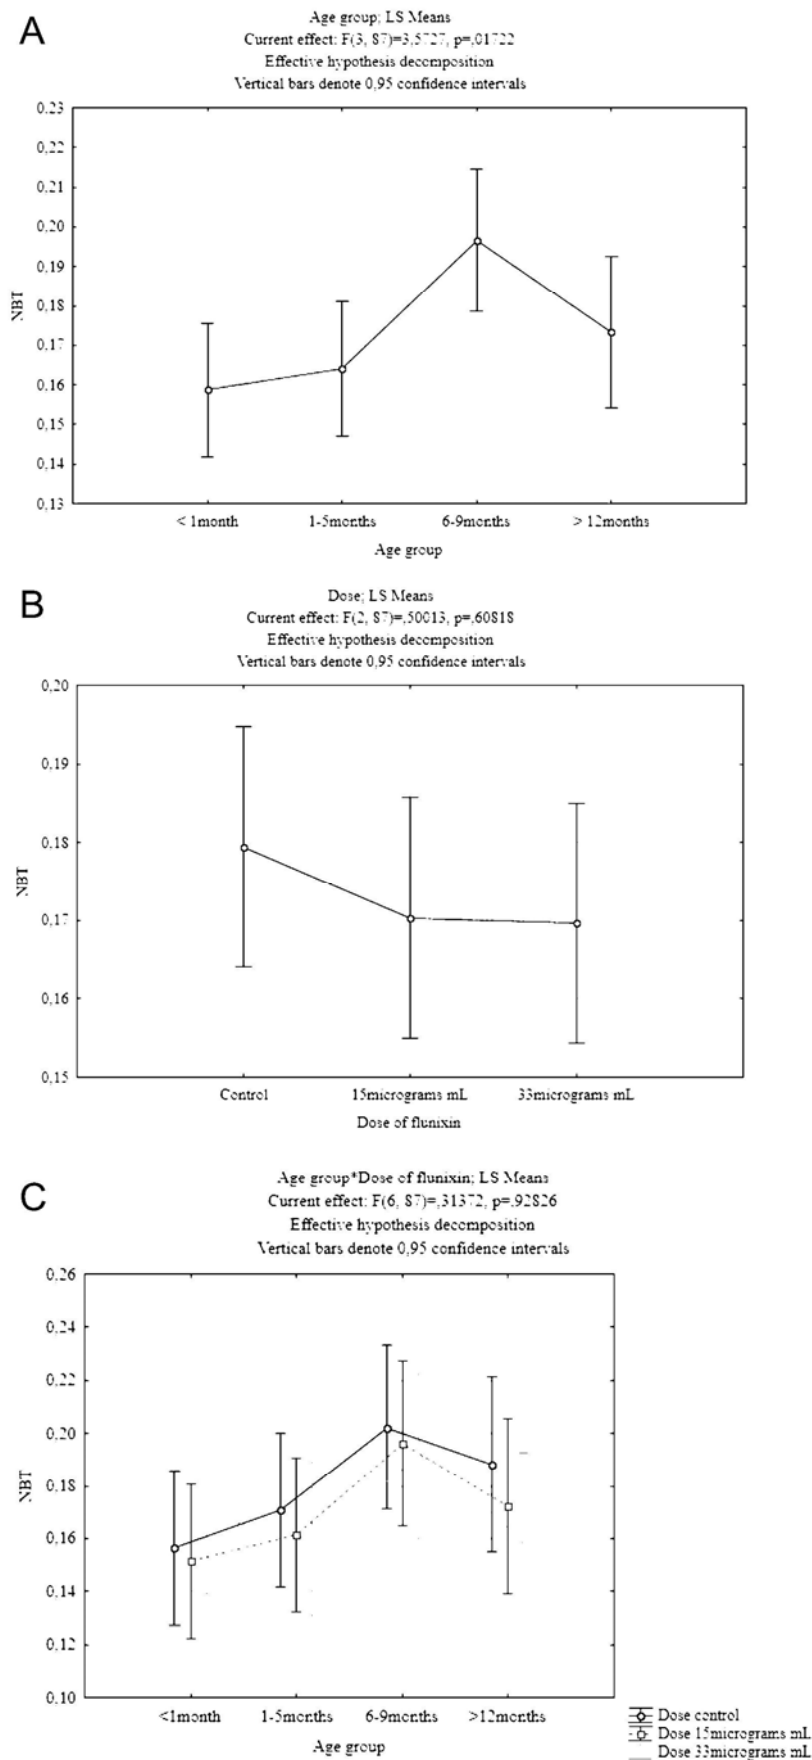 A
Age group; LS Means
Current effect: F(3, 87)=3,5727, p=,01722
Effective hypothesis decomposition
Vertical bars denote 0,95 confidence intervals
0,23
0,22
0,21
0,20
0,19
0,18
0,17
0,16
0,15
0,14
0,13
NBT
< 1month 1-5months 6-9months > 12months
Age group
B
Dose; LS Means
Current effect: F(2, 87)=,50013, p=,60818
Effective hypothesis decomposition
Vertical bars denote 0,95 confidence intervals
0,20
0,19
0,18
0,17
0,16
0,15
NBT
Control 15micrograms mL 33micrograms mL
Dose of flunixin
C
Age group*Dose of flunixin; LS Means
Current effect: F(6, 87)=,31372, p=,92826
Effective hypothesis decomposition
Vertical bars denote 0,95 confidence intervals
0,26
0,24
0,22
0,20
0,18
0,16
0,14
0,12
0,10
NBT
<1month 1-5months 6-9months >12months
Age group
Dose control
Dose 15micrograms mL
Dose 33micrograms mL